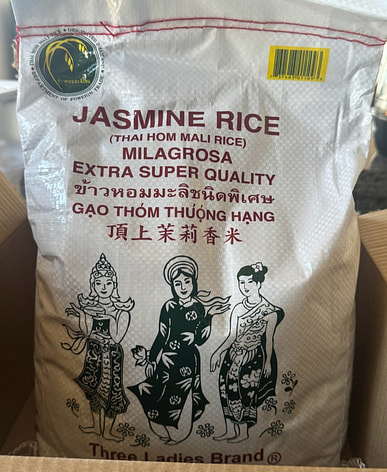 JASMINE RICE
(THAI HOM MALI RICE)
MILAGROSA
EXTRA SUPER QUALITY
ข้าวหอมมะลิชนิดพิเศษ
GẠO THÓM THƯỢNG HẠNG
頂上茉莉香米
Three Ladies Brand®